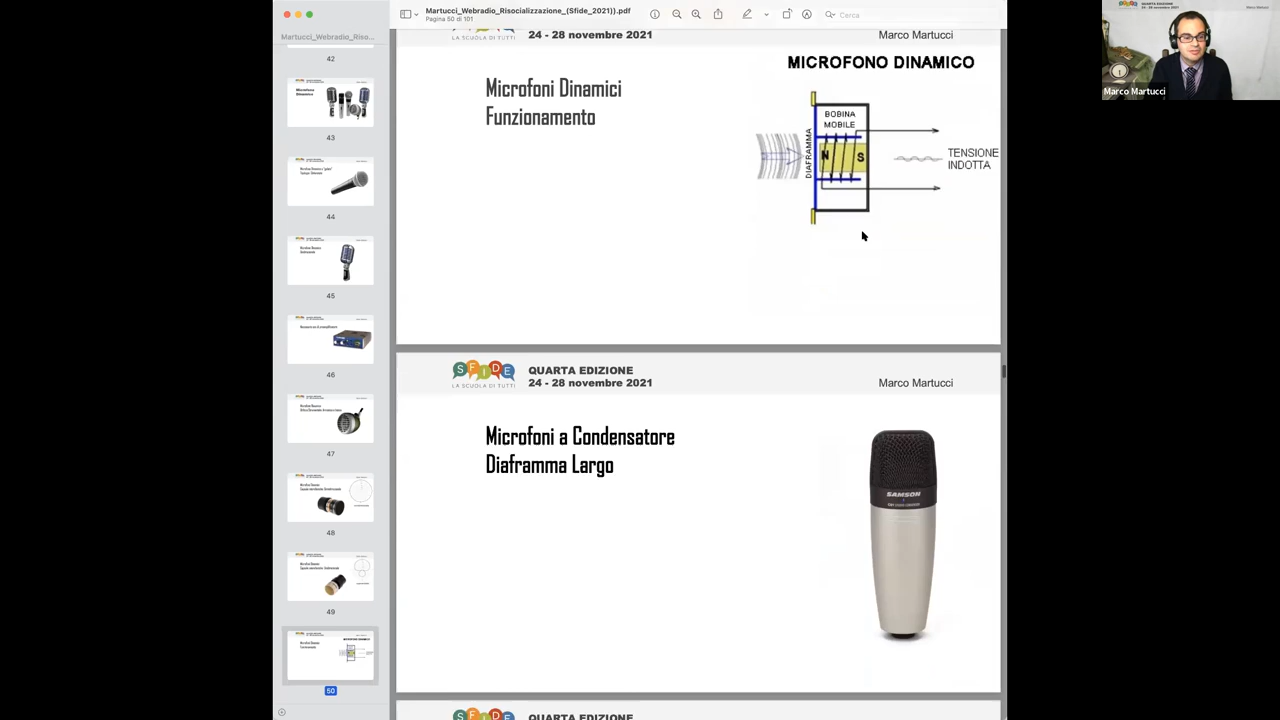 Martucci_Webradio_Risocializzazione_(Sfide_2021)).pdf
Pagina 50 di 101
Cerca
Martucci_Webradio_Riso...
42
43
44
45
46
47
48
49
50
LA SCUOLA DI TUTTI
24 - 28 novembre 2021
Marco Martucci
Microfoni Dinamici
Funzionamento
MICROFONO DINAMICO
BOBINA
MOBILE
DIAFRAMMA
N S
TENSIONE
INDOTTA
SFIDE
LA SCUOLA DI TUTTI
QUARTA EDIZIONE
24 - 28 novembre 2021
Marco Martucci
Microfoni a Condensatore
Diaframma Largo
SAMSON
SFIDE
QUARTA EDIZIONE
Marco Martucci